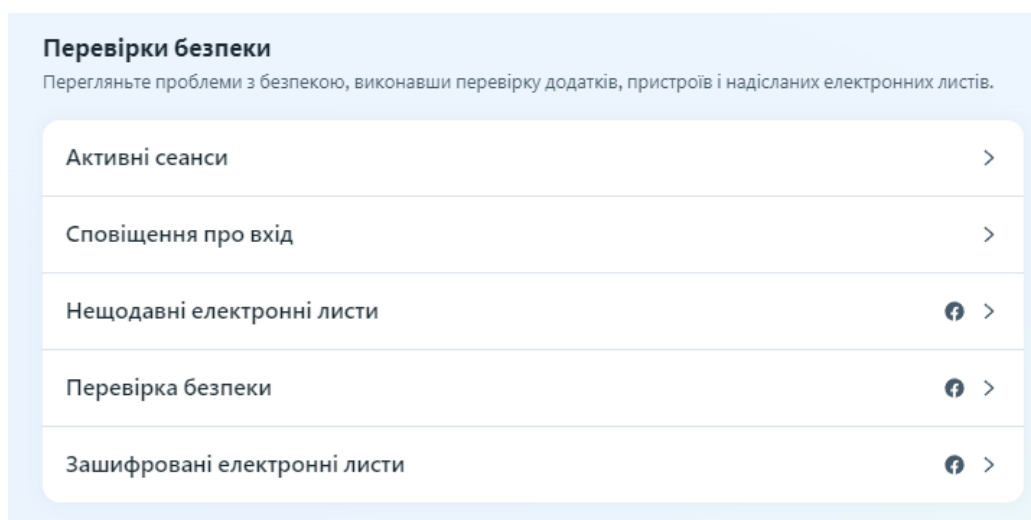 Перевірки безпеки
Перегляньте проблеми з безпекою, виконавши перевірку додатків, пристроїв і надісланих електронних листів.
Активні сеанси
Сповіщення про вхід
Нещодавні електронні листи
Перевірка безпеки
Зашифровані електронні листи